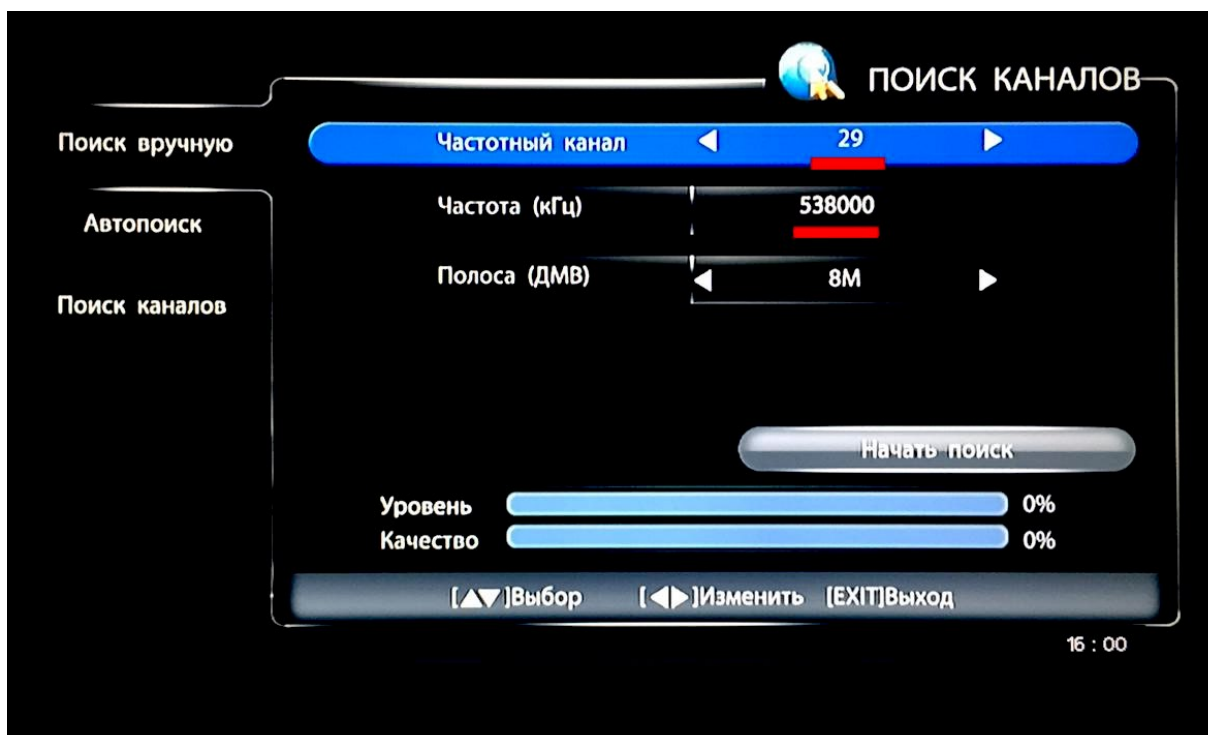 ПОИСК КАНАЛОВ
Поиск вручную
Автопоиск
Поиск каналов
Частотный канал 29
Частота (кГц) 538000
Полоса (ДМВ) 8М
Начать поиск
Уровень 0%
Качество 0%
[▲▼]Выбор [◀▶]Изменить [EXIT]Выход
16 : 00